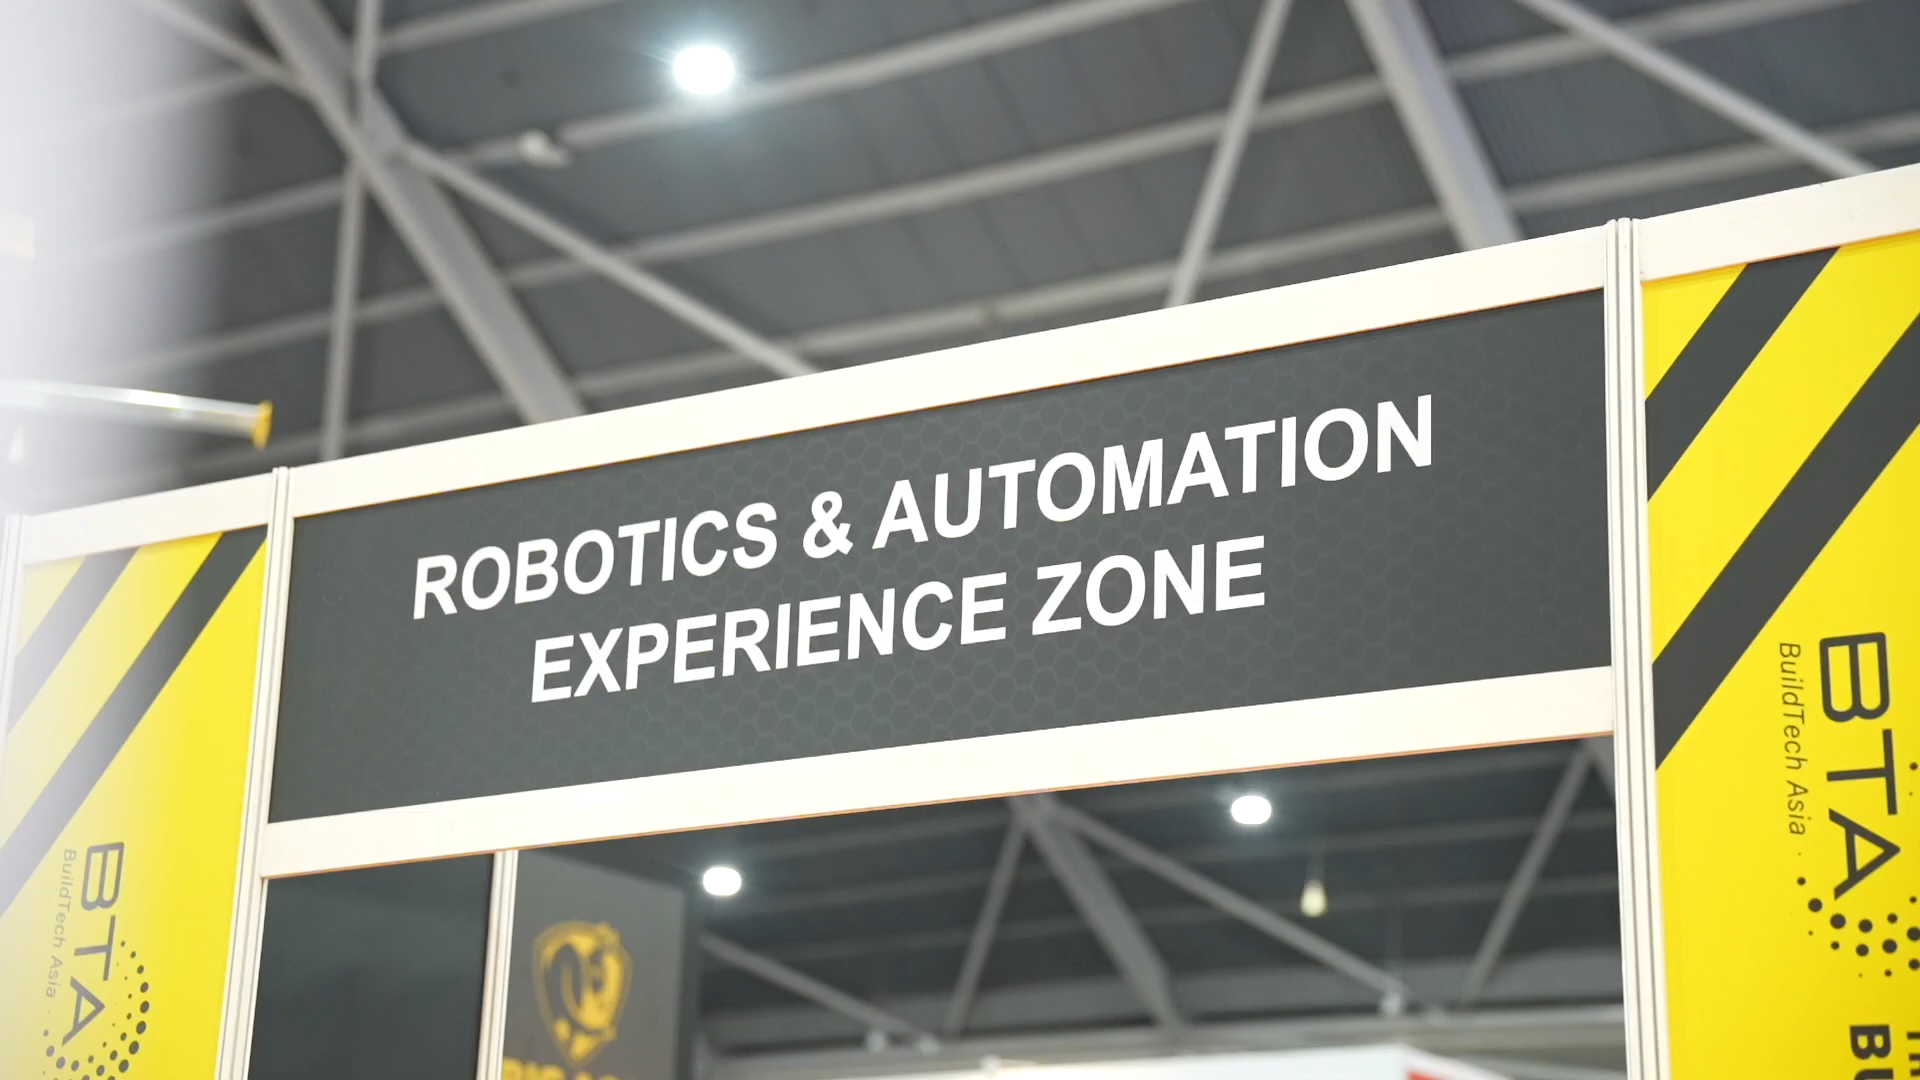 ROBOTICS & AUTOMATION
EXPERIENCE ZONE
BTA
BuildTech Asia
BTA
BuildTech Asia